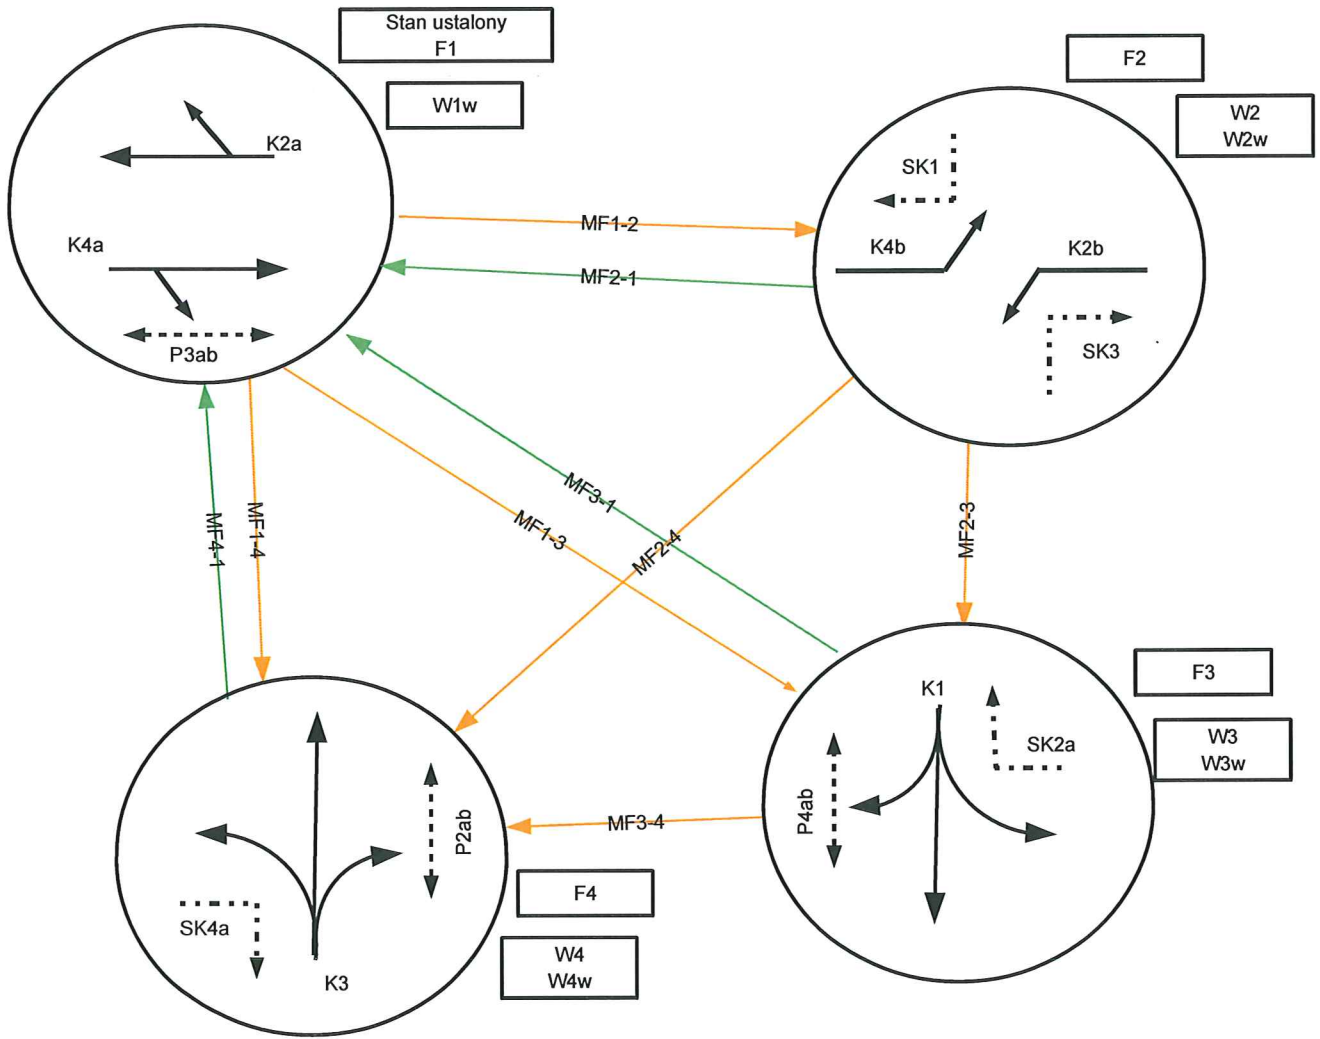 Stan ustalony
F1
W1w
K2a
K4a
P3ab
F2
W2
W2w
SK1
K4b
K2b
SK3
MF1-2
MF2-1
MF3-1
MF1-3
MF2-4
MF2-3
MF4-1
MF1-4
F3
W3
W3w
K1
SK2a
P4ab
MF3-4
P2ab
SK4a
K3
F4
W4
W4w